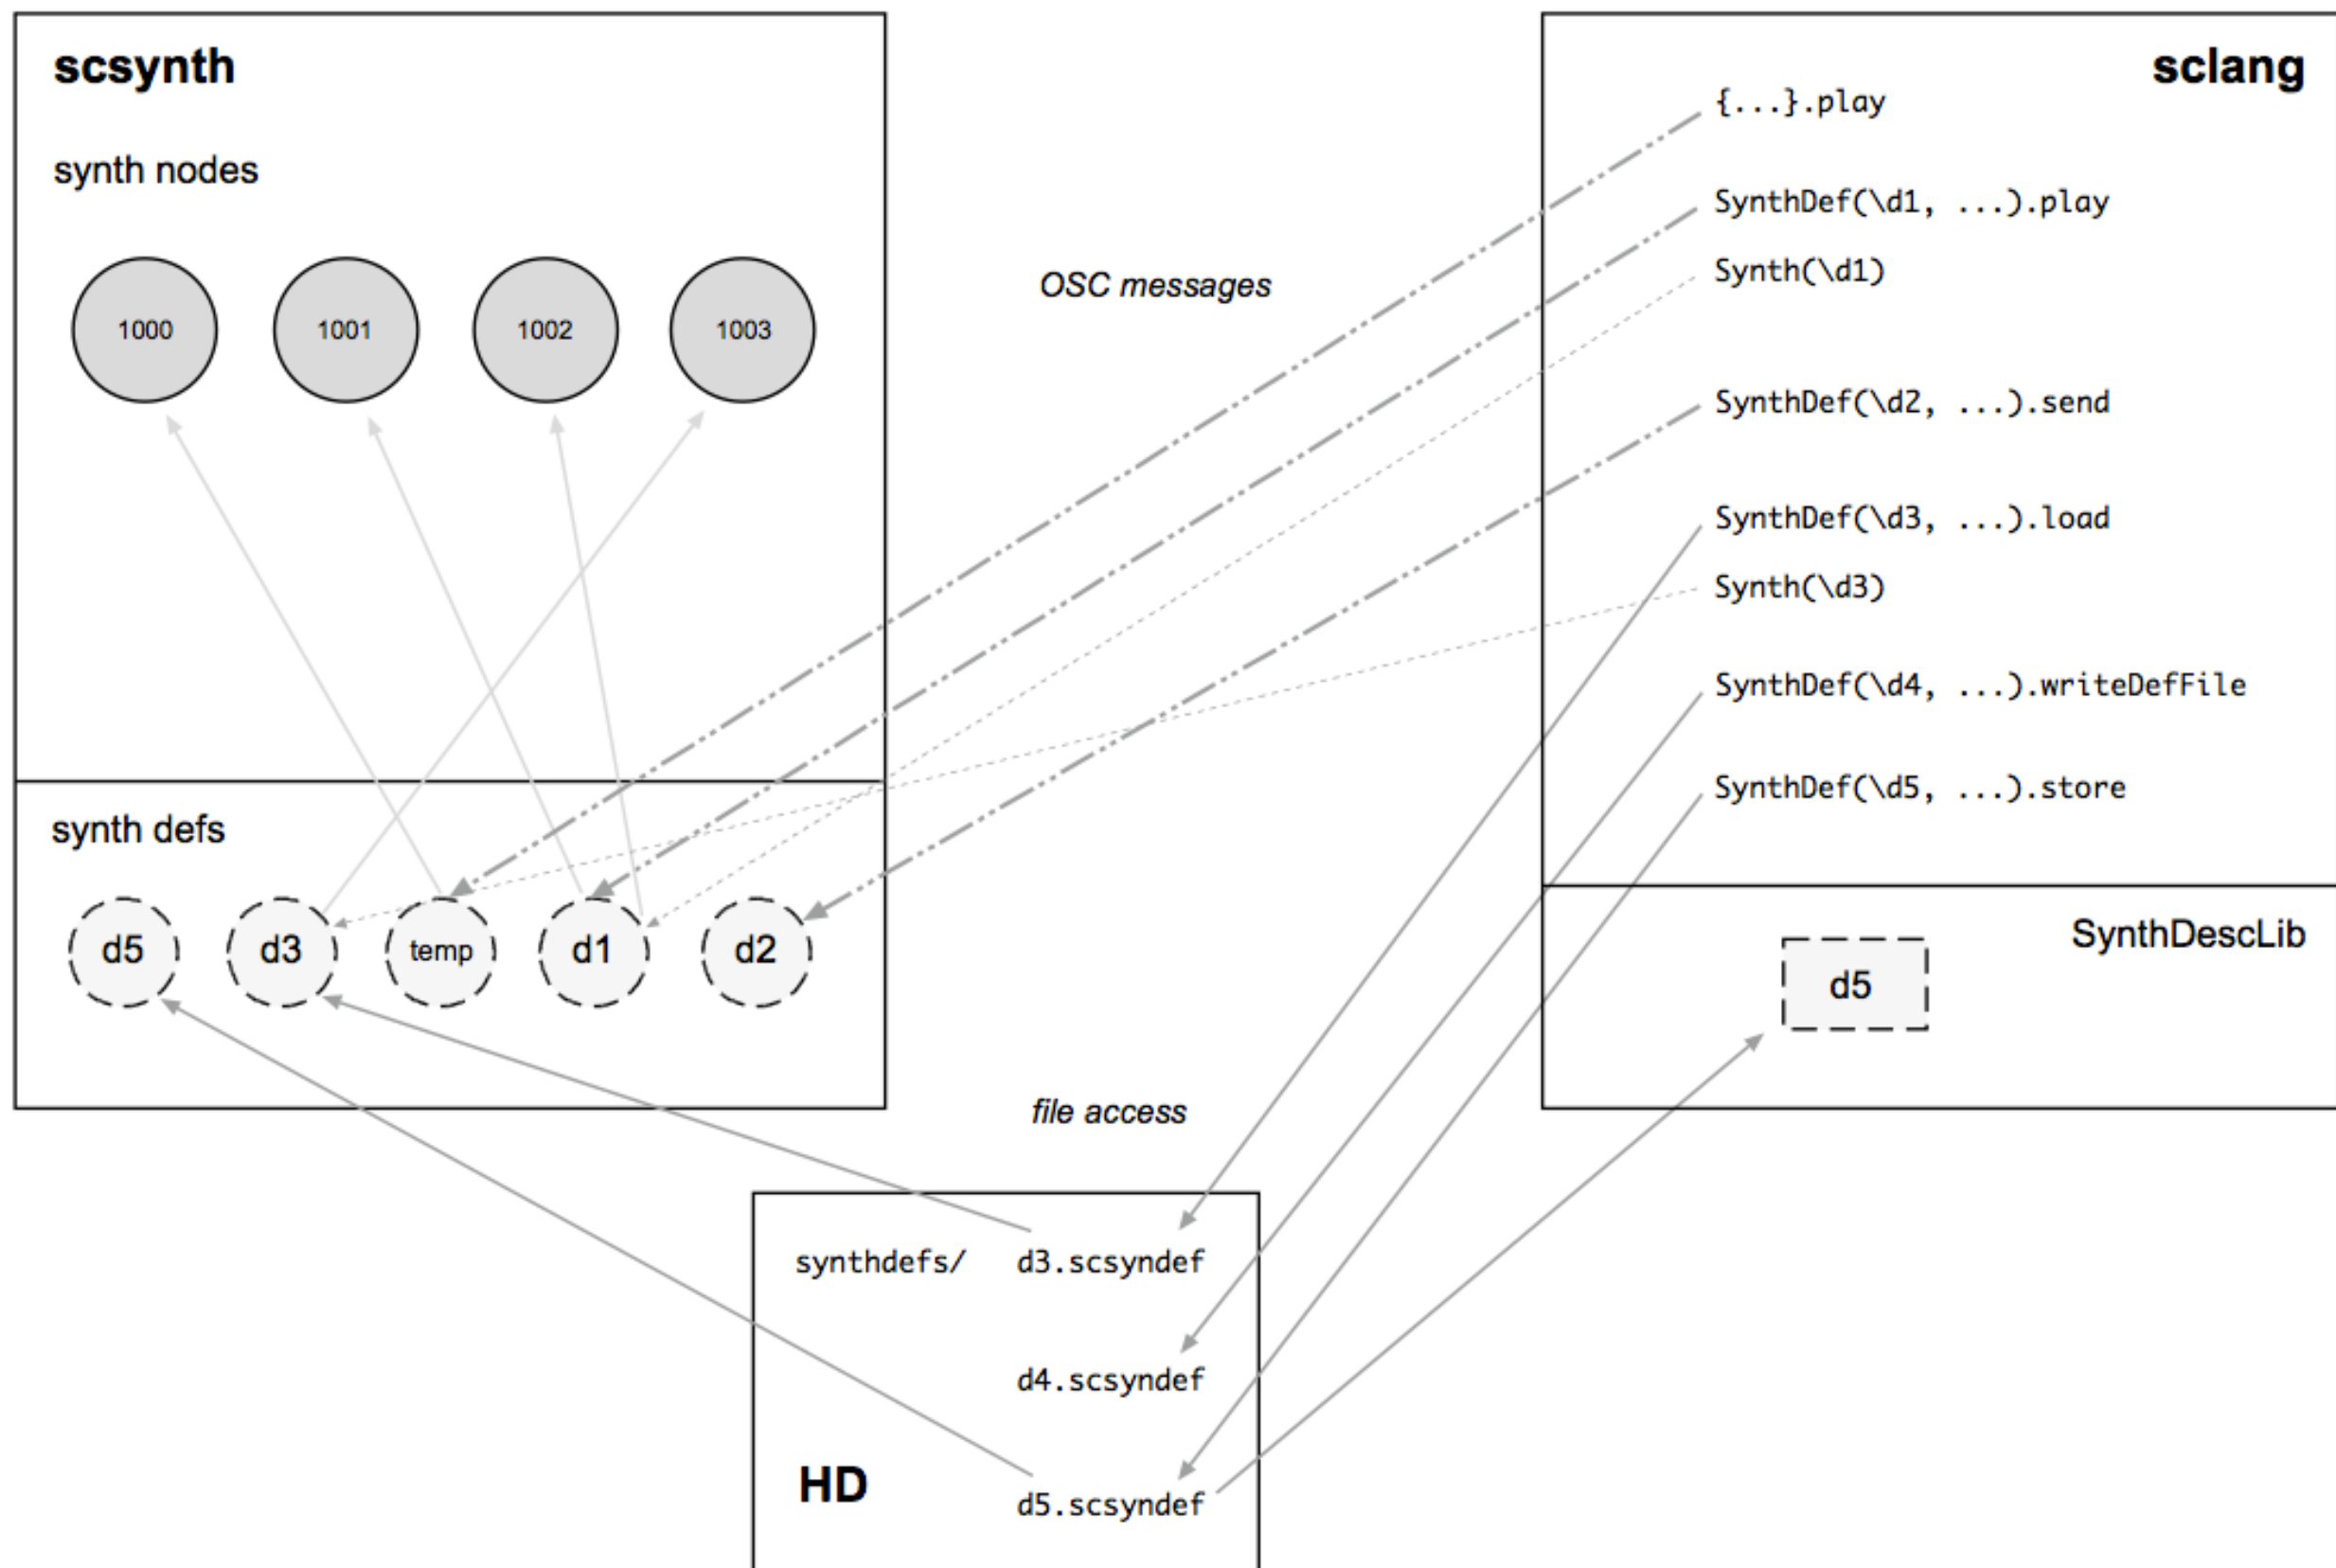 scsynth
synth nodes
1000
1001
1002
1003
synth defs
d5
d3
temp
d1
d2
OSC messages
file access
sclang
{...}.play
SynthDef(\d1, ...).play
Synth(\d1)
SynthDef(\d2, ...).send
SynthDef(\d3, ...).load
Synth(\d3)
SynthDef(\d4, ...).writeDefFile
SynthDef(\d5, ...).store
SynthDescLib
d5
synthdefs/ d3.scsyndef
d4.scsyndef
HD
d5.scsyndef